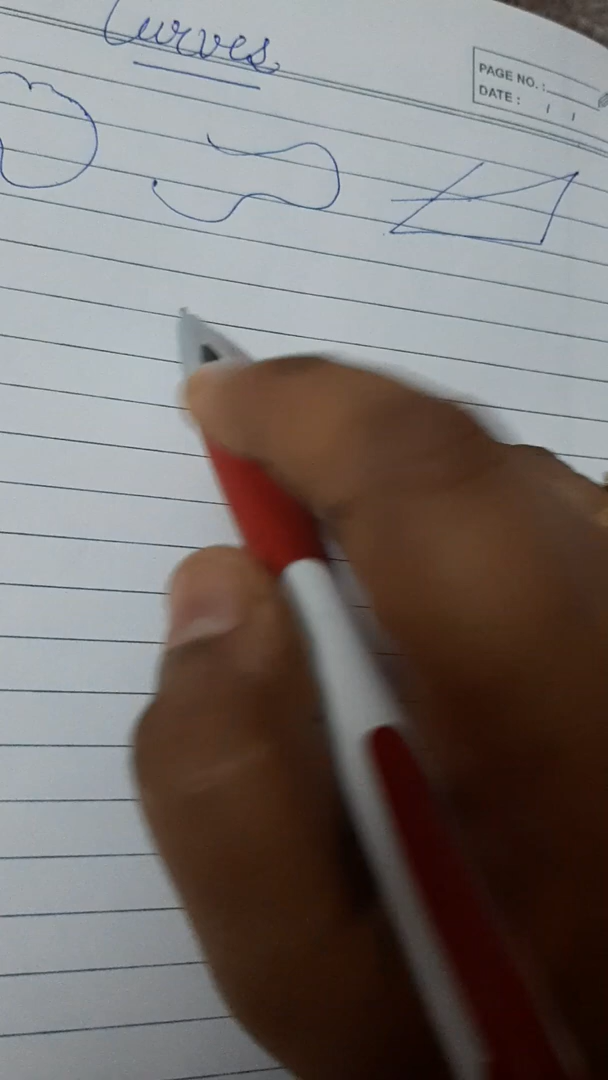 Curves
PAGE NO. :
DATE : / /